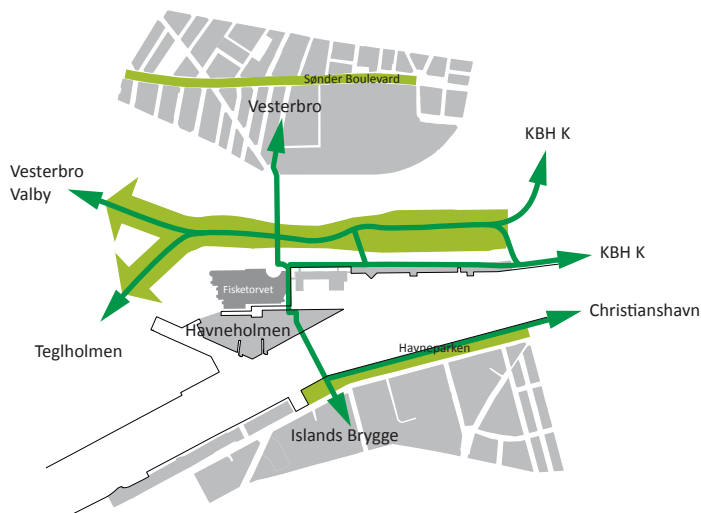 Sønder Boulevard
Vesterbro
KBH K
Vesterbro
Valby
KBH K
Fisketorvet
Christianshavn
Havneholmen
Teglholmen
Havneparken
Islands Brygge